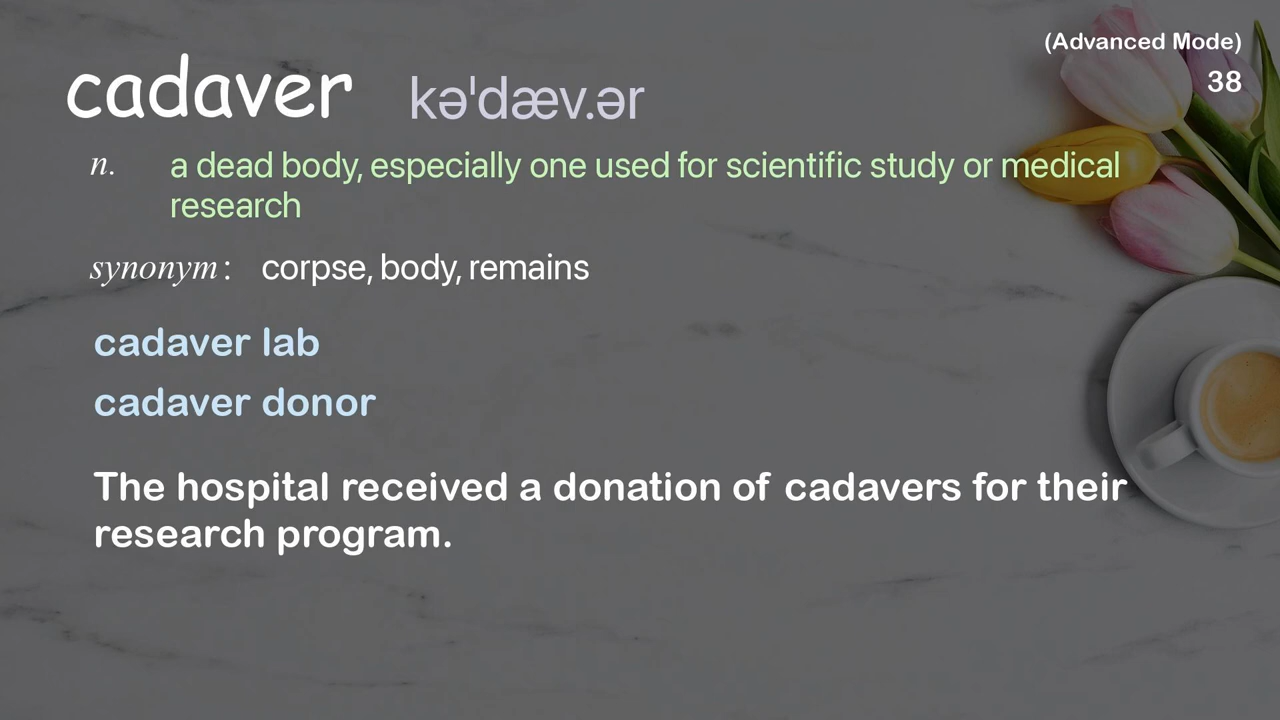 (Advanced Mode)
38
cadaver kəˈdæv.ər
n. a dead body, especially one used for scientific study or medical
research
synonym: corpse, body, remains
cadaver lab
cadaver donor
The hospital received a donation of cadavers for their
research program.